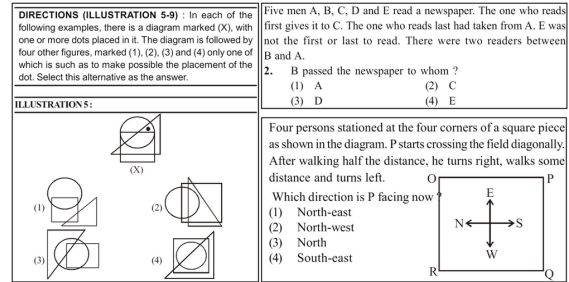 DIRECTIONS (ILLUSTRATION 5-9) : In each of the
following examples, there is a diagram marked (X), with
one or more dots placed in it. The diagram is followed by
four other figures, marked (1), (2), (3) and (4) only one of
which is such as to make possible the placement of the
dot. Select this alternative as the answer.
ILLUSTRATION 5 :
(X)
(1)
(2)
(3)
(4)
Five men A, B, C, D and E read a newspaper. The one who reads
first gives it to C. The one who reads last had taken from A. E was
not the first or last to read. There were two readers between
B and A.
2. B passed the newspaper to whom ?
(1) A (2) C
(3) D (4) E
Four persons stationed at the four corners of a square piece
as shown in the diagram. P starts crossing the field diagonally.
After walking half the distance, he turns right, walks some
distance and turns left.
Which direction is P facing now ?
(1) North-east
(2) North-west
(3) North
(4) South-east
O P
E
N S
W
R Q